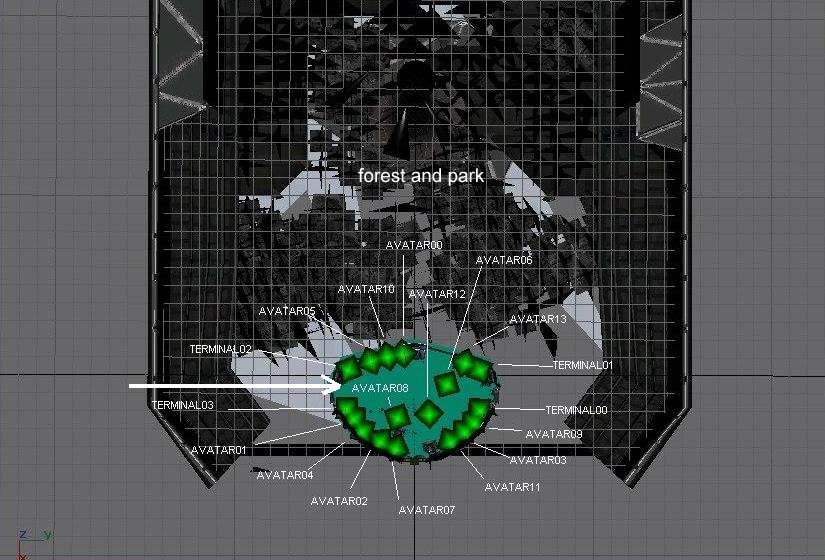 forest and park
AVATAR00
AVATAR06
AVATAR10
AVATAR12
AVATAR05
AVATAR13
TERMINAL02
TERMINAL01
AVATAR08
TERMINAL03
TERMINAL00
AVATAR09
AVATAR01
AVATAR03
AVATAR04
AVATAR11
AVATAR02
AVATAR07
z
y
x